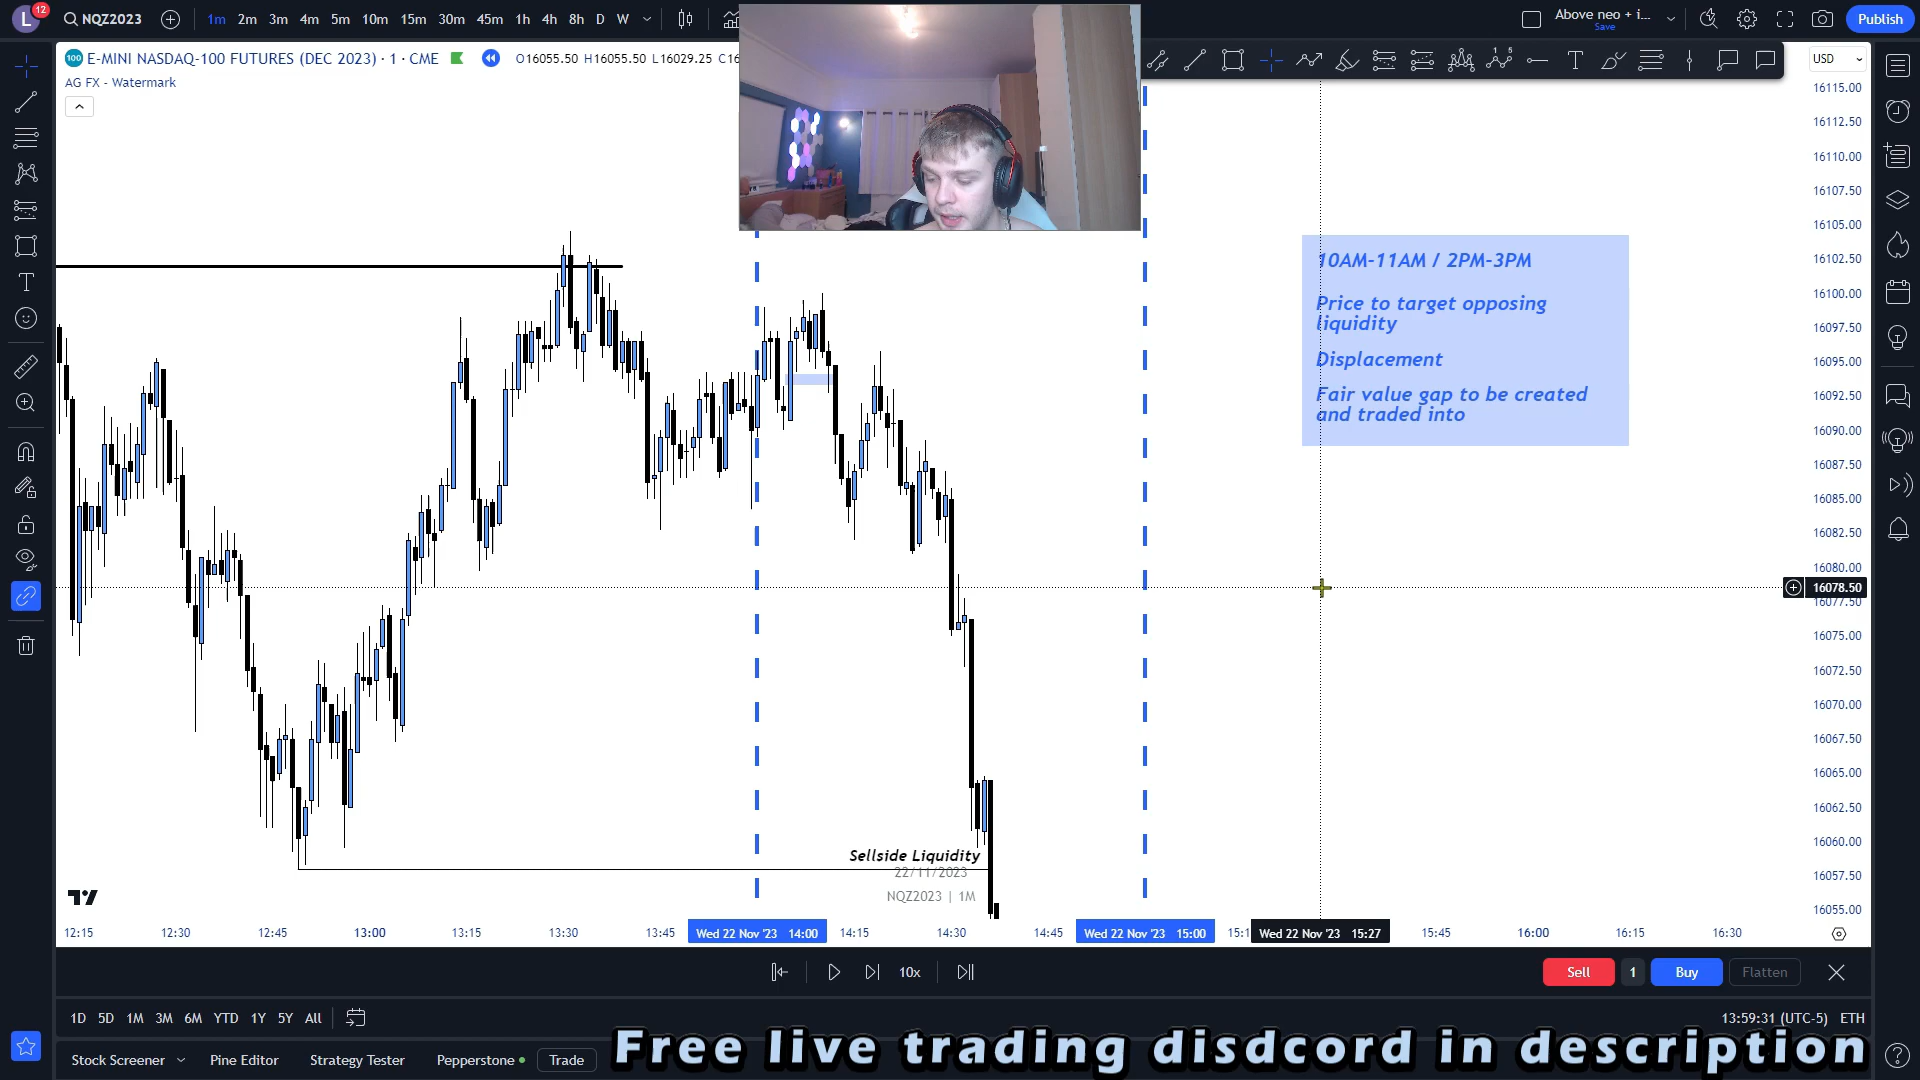 L 12 NQZ2023 1m 2m 3m 4m 5m 10m 15m 30m 45m 1h 4h 8h D W Above neo + i... Save Publish
100 E-MINI NASDAQ-100 FUTURES (DEC 2023) · 1 · CME O16055.50 H16055.50 L16029.25 C16
AG FX - Watermark
USD
16115.00
16112.50
16110.00
16107.50
16105.00
16102.50
16100.00
16097.50
16095.00
16092.50
16090.00
16087.50
16085.00
16082.50
16080.00
16078.50
16077.50
16075.00
16072.50
16070.00
16067.50
16065.00
16062.50
16060.00
16057.50
16055.00
10AM-11AM / 2PM-3PM
Price to target opposing
liquidity
Displacement
Fair value gap to be created
and traded into
Sellside Liquidity
22/11/2023
NQZ2023 | 1M
12:15 12:30 12:45 13:00 13:15 13:30 13:45 Wed 22 Nov '23 14:00 14:15 14:30 14:45 Wed 22 Nov '23 15:00 15:1 Wed 22 Nov '23 15:27 15:45 16:00 16:15 16:30
10x Sell 1 Buy Flatten
1D 5D 1M 3M 6M YTD 1Y 5Y All 13:59:31 (UTC-5) ETH
Stock Screener Pine Editor Strategy Tester Pepperstone Trade
Free live trading disdcord in description